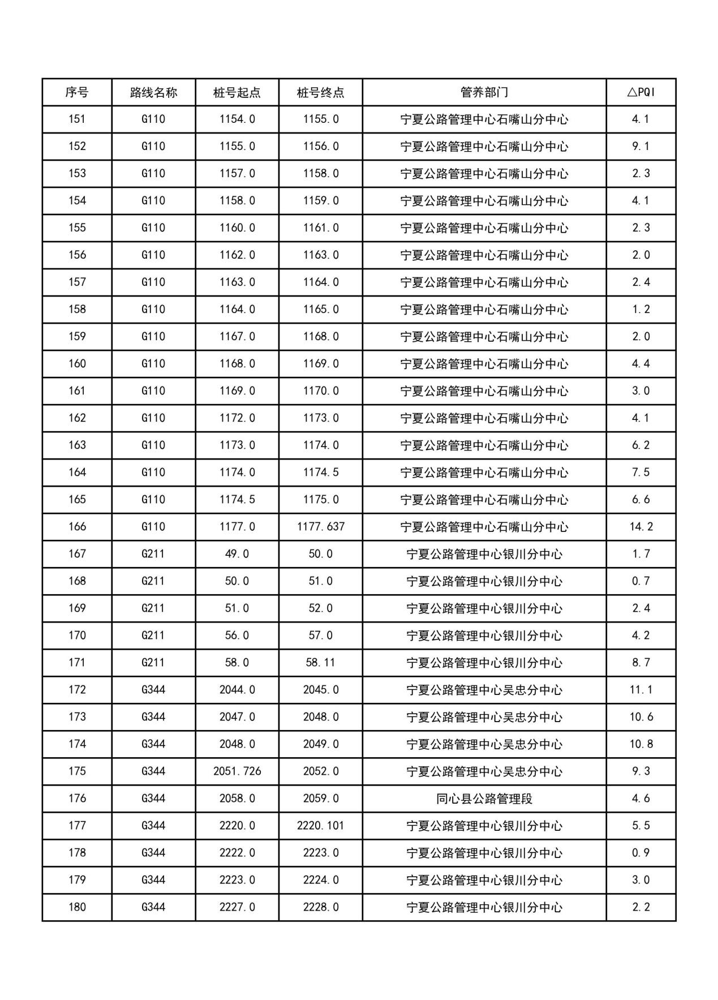 序号 路线名称 桩号起点 桩号终点 管养部门 △PQI
151 G110 1154.0 1155.0 宁夏公路管理中心石嘴山分中心 4.1
152 G110 1155.0 1156.0 宁夏公路管理中心石嘴山分中心 9.1
153 G110 1157.0 1158.0 宁夏公路管理中心石嘴山分中心 2.3
154 G110 1158.0 1159.0 宁夏公路管理中心石嘴山分中心 4.1
155 G110 1160.0 1161.0 宁夏公路管理中心石嘴山分中心 2.3
156 G110 1162.0 1163.0 宁夏公路管理中心石嘴山分中心 2.0
157 G110 1163.0 1164.0 宁夏公路管理中心石嘴山分中心 2.4
158 G110 1164.0 1165.0 宁夏公路管理中心石嘴山分中心 1.2
159 G110 1167.0 1168.0 宁夏公路管理中心石嘴山分中心 2.0
160 G110 1168.0 1169.0 宁夏公路管理中心石嘴山分中心 4.4
161 G110 1169.0 1170.0 宁夏公路管理中心石嘴山分中心 3.0
162 G110 1172.0 1173.0 宁夏公路管理中心石嘴山分中心 4.1
163 G110 1173.0 1174.0 宁夏公路管理中心石嘴山分中心 6.2
164 G110 1174.0 1174.5 宁夏公路管理中心石嘴山分中心 7.5
165 G110 1174.5 1175.0 宁夏公路管理中心石嘴山分中心 6.6
166 G110 1177.0 1177.637 宁夏公路管理中心石嘴山分中心 14.2
167 G211 49.0 50.0 宁夏公路管理中心银川分中心 1.7
168 G211 50.0 51.0 宁夏公路管理中心银川分中心 0.7
169 G211 51.0 52.0 宁夏公路管理中心银川分中心 2.4
170 G211 56.0 57.0 宁夏公路管理中心银川分中心 4.2
171 G211 58.0 58.11 宁夏公路管理中心银川分中心 8.7
172 G344 2044.0 2045.0 宁夏公路管理中心吴忠分中心 11.1
173 G344 2047.0 2048.0 宁夏公路管理中心吴忠分中心 10.6
174 G344 2048.0 2049.0 宁夏公路管理中心吴忠分中心 10.8
175 G344 2051.726 2052.0 宁夏公路管理中心吴忠分中心 9.3
176 G344 2058.0 2059.0 同心县公路管理段 4.6
177 G344 2220.0 2220.101 宁夏公路管理中心银川分中心 5.5
178 G344 2222.0 2223.0 宁夏公路管理中心银川分中心 0.9
179 G344 2223.0 2224.0 宁夏公路管理中心银川分中心 3.0
180 G344 2227.0 2228.0 宁夏公路管理中心银川分中心 2.2